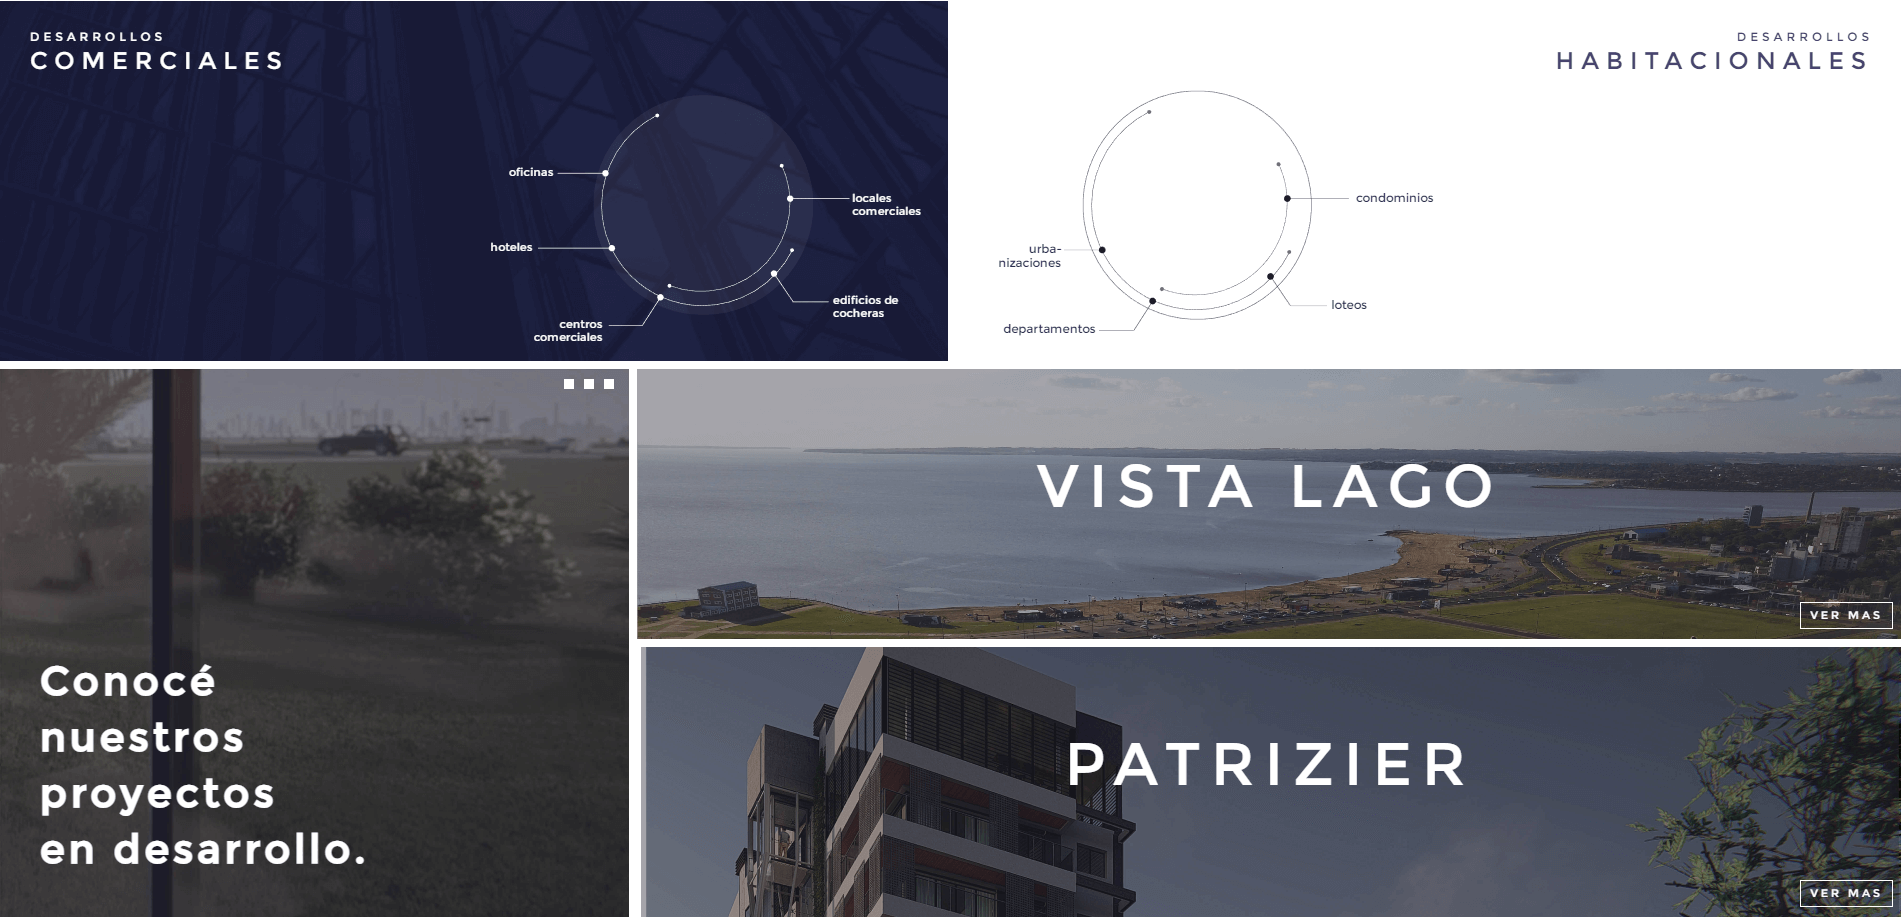 DESARROLLOS
COMERCIALES
oficinas
locales
comerciales
hoteles
edificios de
cocheras
centros
comerciales
DESARROLLOS
HABITACIONALES
condominios
urba-
nizaciones
loteos
departamentos
Conocé
nuestros
proyectos
en desarrollo.
VISTA LAGO
VER MAS
PATRIZIER
VER MAS